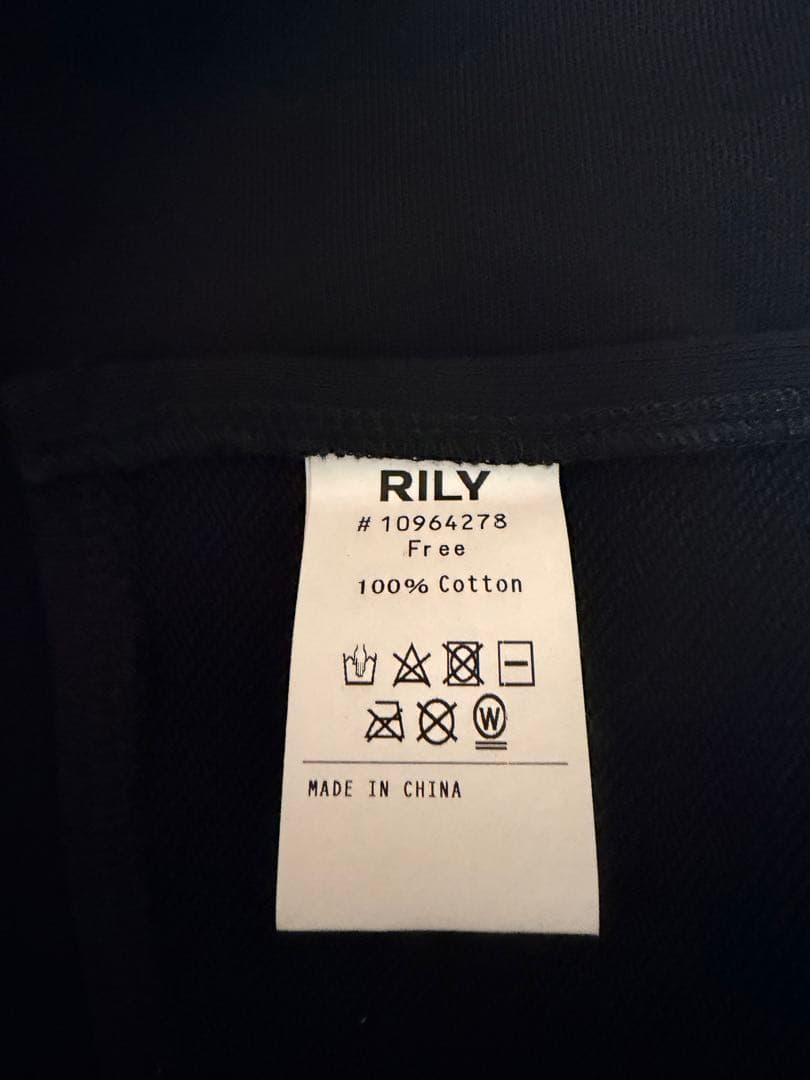 RILY
# 10964278
Free
100% Cotton
W
MADE IN CHINA